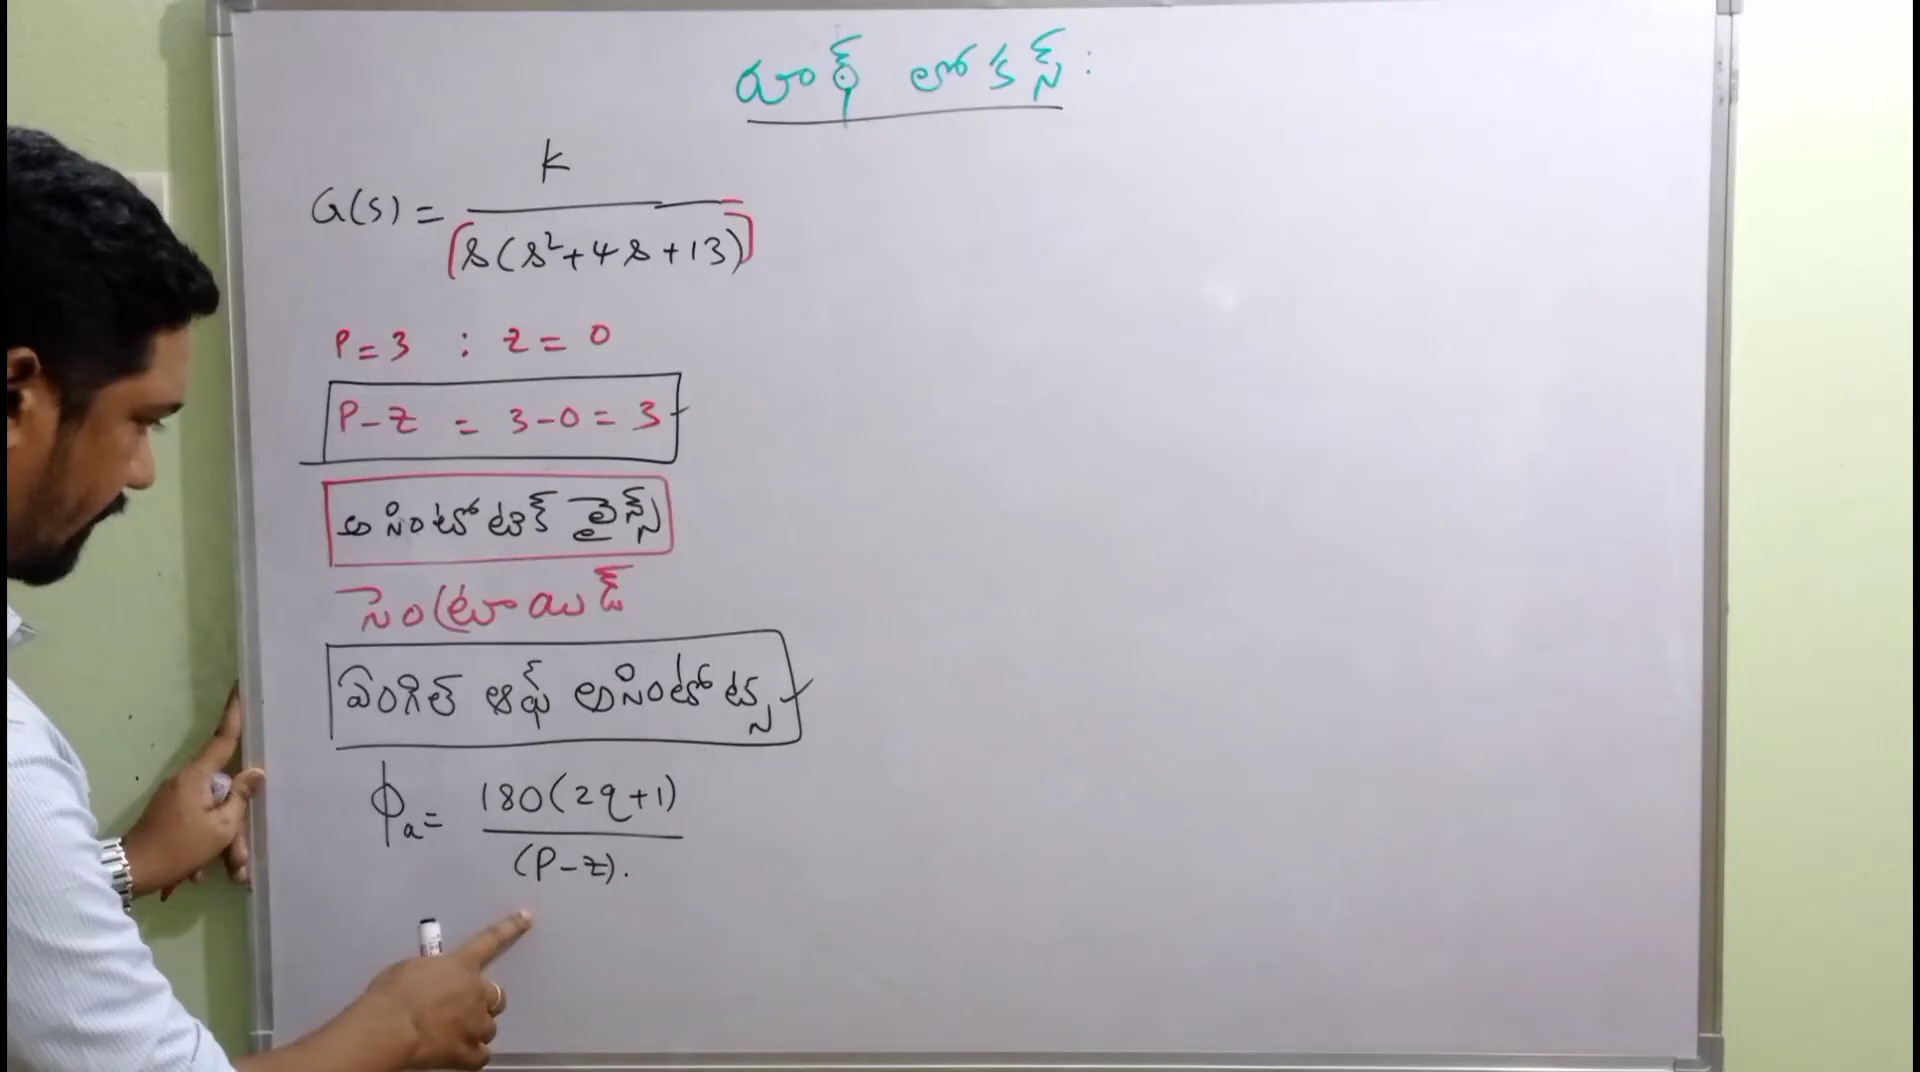 రూట్ లోకస్:
G(s) = K / s(s²+4s+13)
P=3 : z=0
P-z = 3-0=3
అసింటోటిక్ లైన్స్
సెంట్రాయిడ్
ఏంగిల్ ఆఫ్ అసింటోట్స్
ϕa = 180(2q+1) / (P-z).